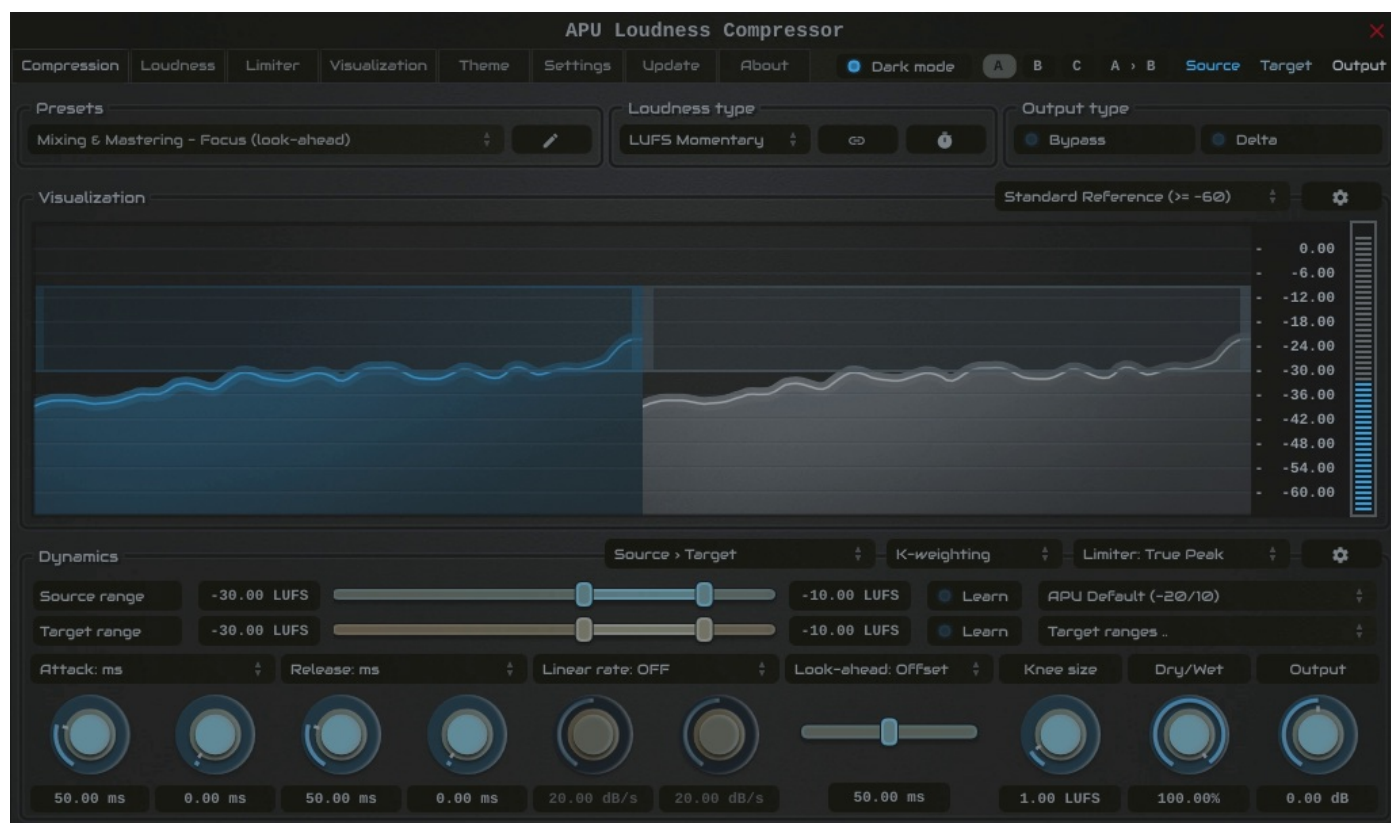 APU Loudness Compressor
Compression Loudness Limiter Visualization Theme Settings Update About Dark mode A B C A › B Source Target Output
Presets Loudness type Output type
Mixing & Mastering - Focus (look-ahead) LUFS Momentary Bypass Delta
Visualization Standard Reference (>= -60)
- 0.00
- -6.00
- -12.00
- -18.00
- -24.00
- -30.00
- -36.00
- -42.00
- -48.00
- -54.00
- -60.00
Dynamics Source › Target K-weighting Limiter: True Peak
Source range -30.00 LUFS -10.00 LUFS Learn APU Default (-20/10)
Target range -30.00 LUFS -10.00 LUFS Learn Target ranges ..
Attack: ms Release: ms Linear rate: OFF Look-ahead: Offset Knee size Dry/Wet Output
50.00 ms 0.00 ms 50.00 ms 0.00 ms 20.00 dB/s 20.00 dB/s 50.00 ms 1.00 LUFS 100.00% 0.00 dB